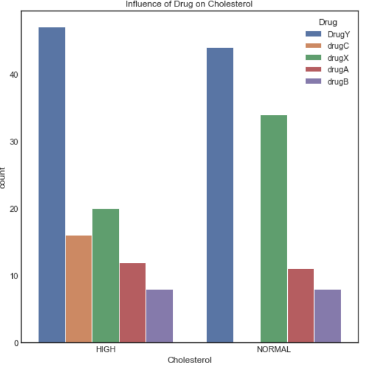 Influence of Drug on Cholesterol
Drug
DrugY
drugC
drugX
drugA
drugB
40
30
20
10
0
count
HIGH
NORMAL
Cholesterol